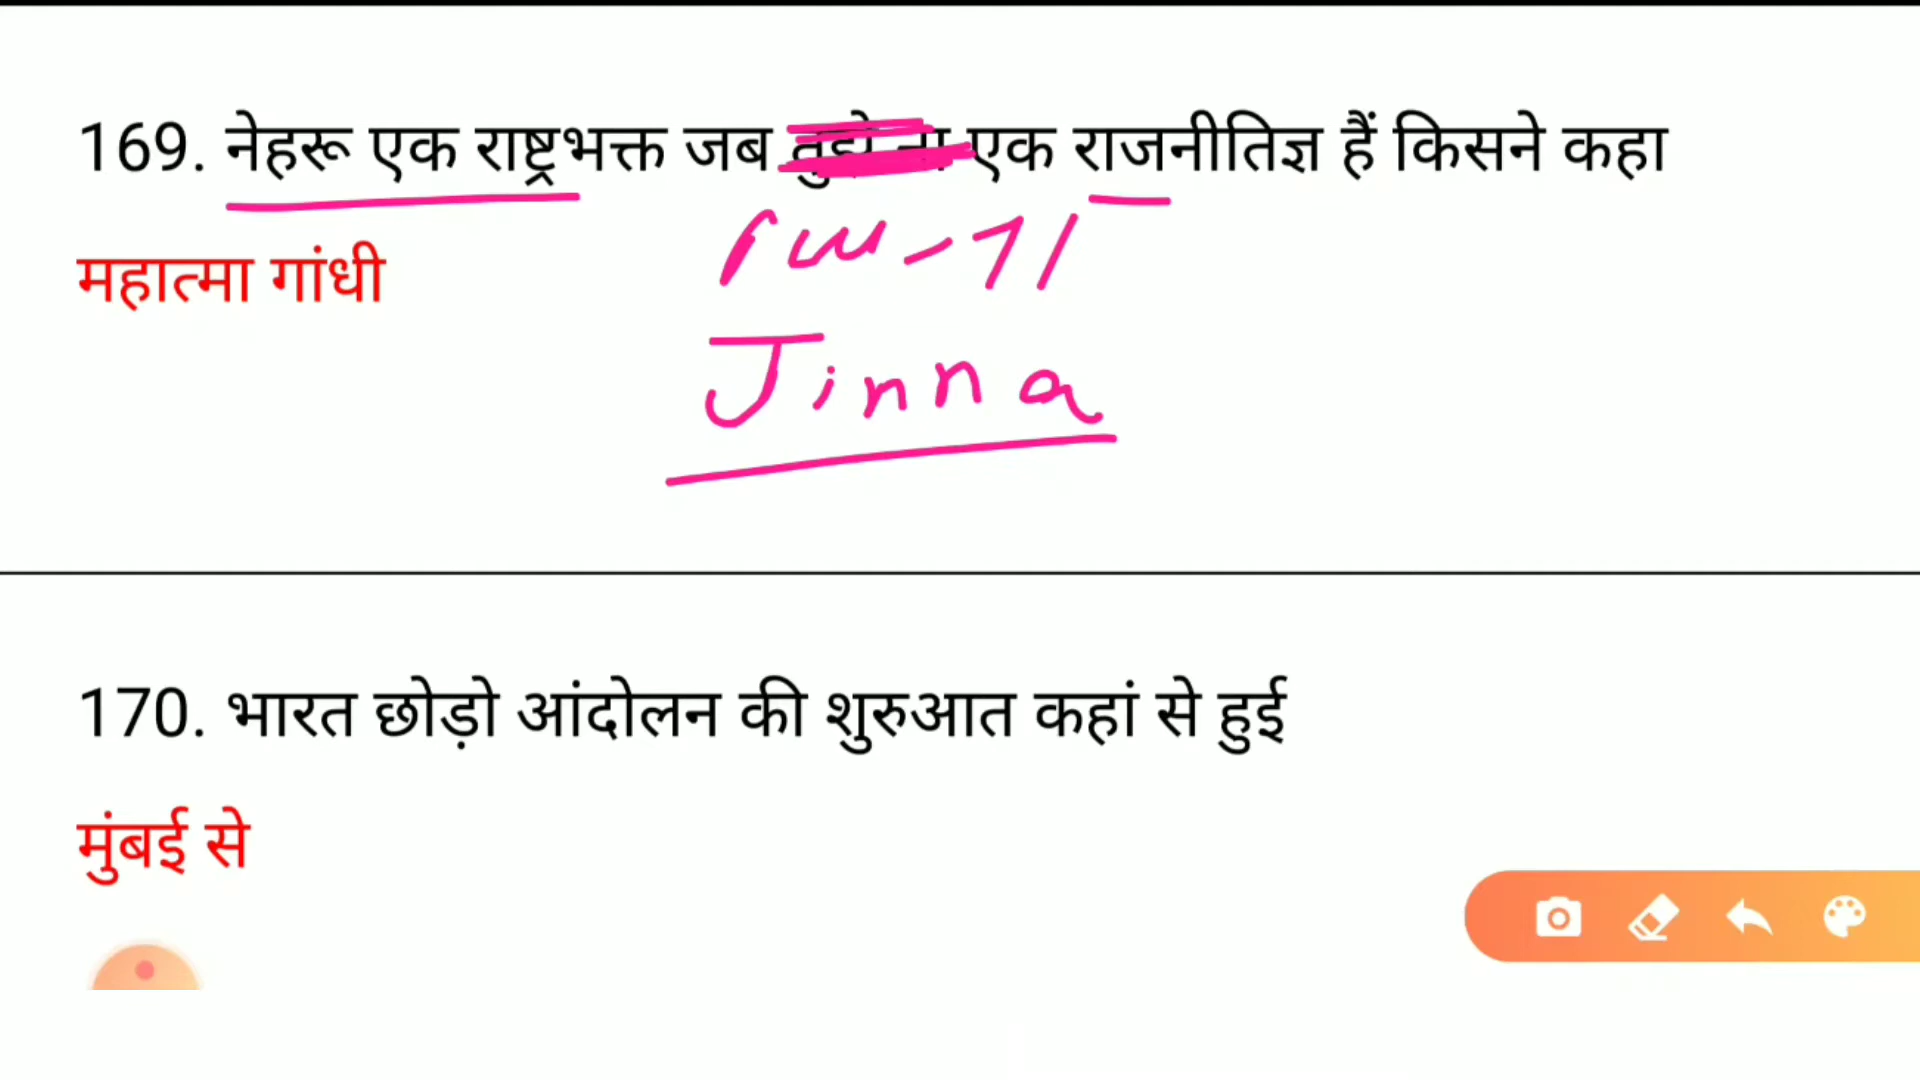 169. नेहरू एक राष्ट्रभक्त जब एक राजनीतिज्ञ हैं किसने कहा
महात्मा गांधी
Jinna
170. भारत छोड़ो आंदोलन की शुरुआत कहां से हुई
मुंबई से